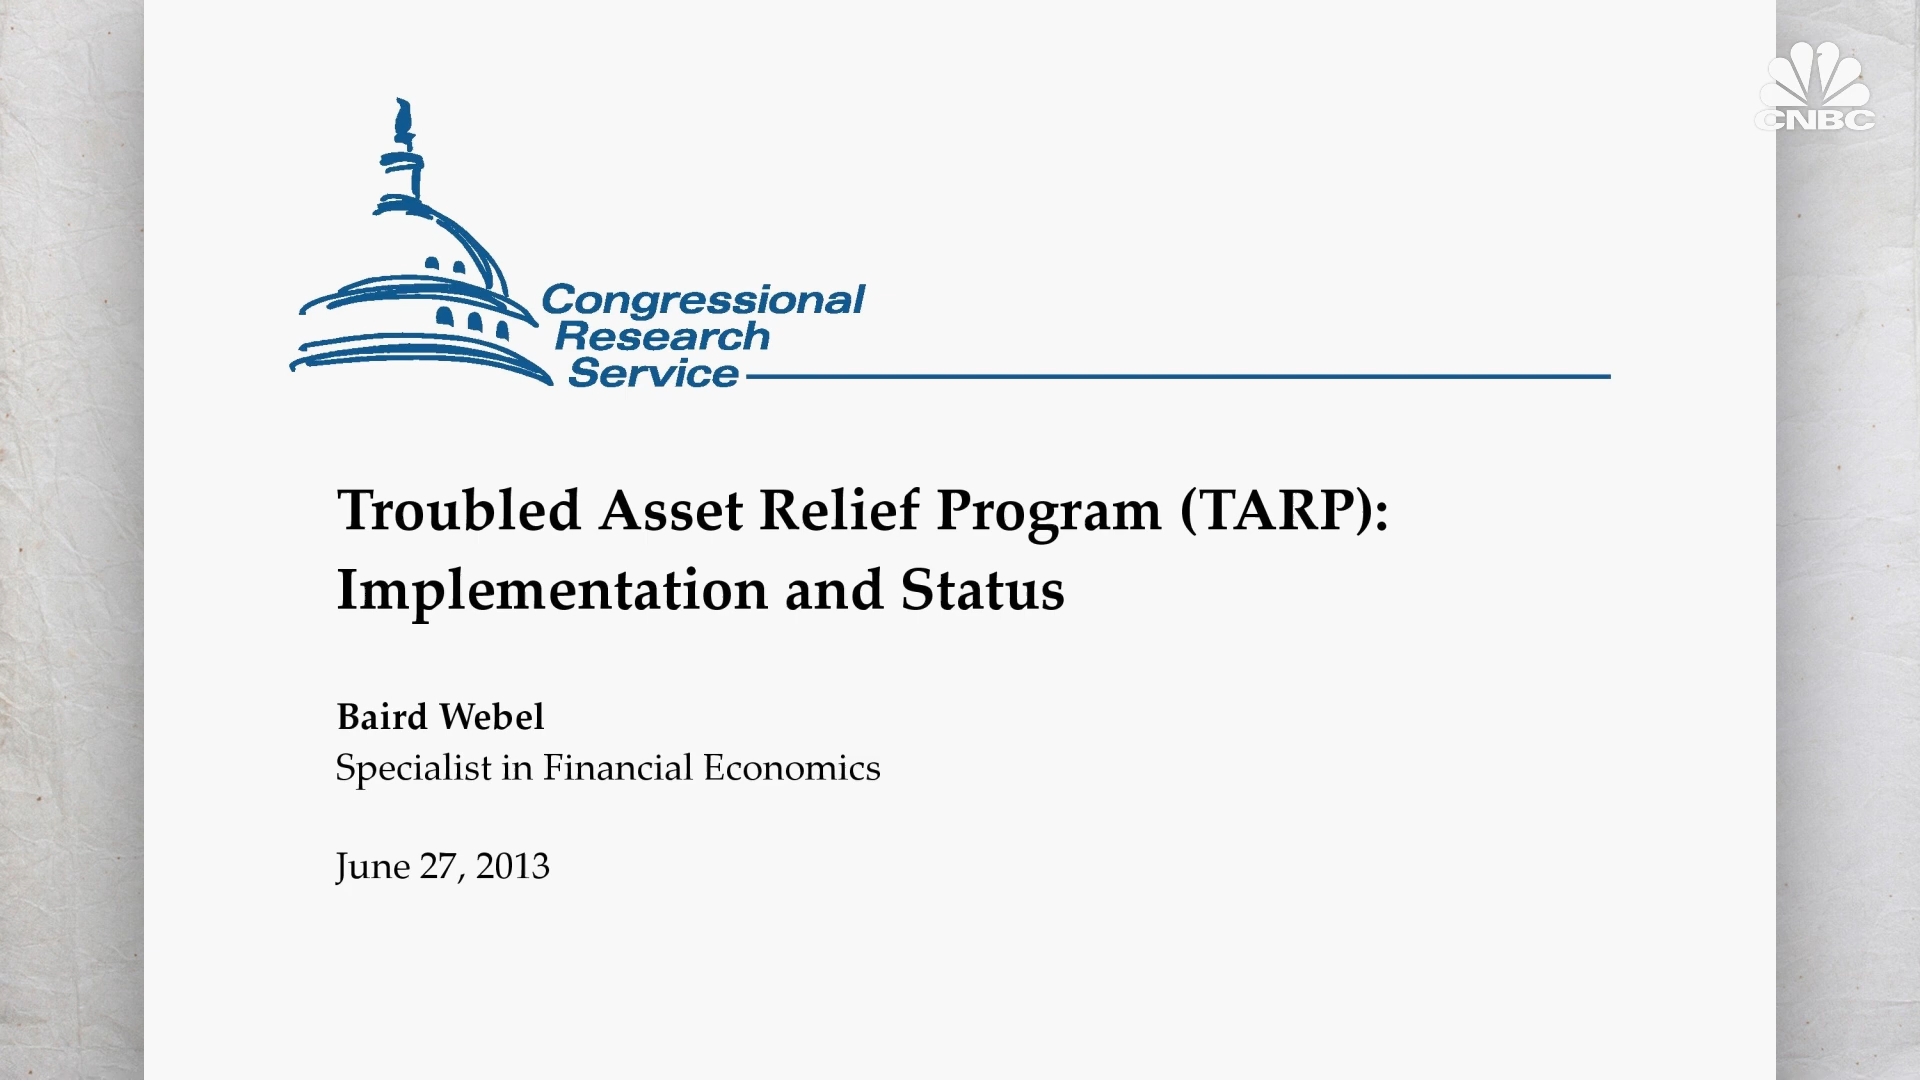 CNBC
Congressional
Research
Service
Troubled Asset Relief Program (TARP):
Implementation and Status
Baird Webel
Specialist in Financial Economics
June 27, 2013